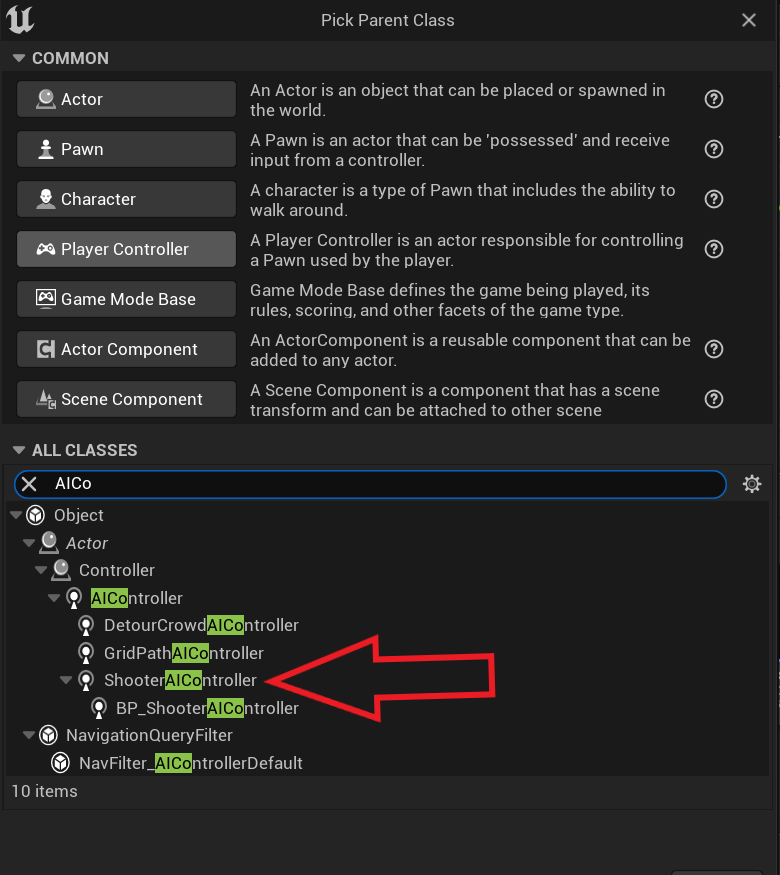 Pick Parent Class
COMMON
Actor
An Actor is an object that can be placed or spawned in
the world.
Pawn
A Pawn is an actor that can be 'possessed' and receive
input from a controller.
Character
A character is a type of Pawn that includes the ability to
walk around.
Player Controller
A Player Controller is an actor responsible for controlling
a Pawn used by the player.
Game Mode Base
Game Mode Base defines the game being played, its
rules, scoring, and other facets of the game type.
Actor Component
An ActorComponent is a reusable component that can be
added to any actor.
Scene Component
A Scene Component is a component that has a scene
transform and can be attached to other scene
ALL CLASSES
AICo
Object
Actor
Controller
AIController
DetourCrowdAIController
GridPathAIController
ShooterAIController
BP_ShooterAIController
NavigationQueryFilter
NavFilter_AIControllerDefault
10 items